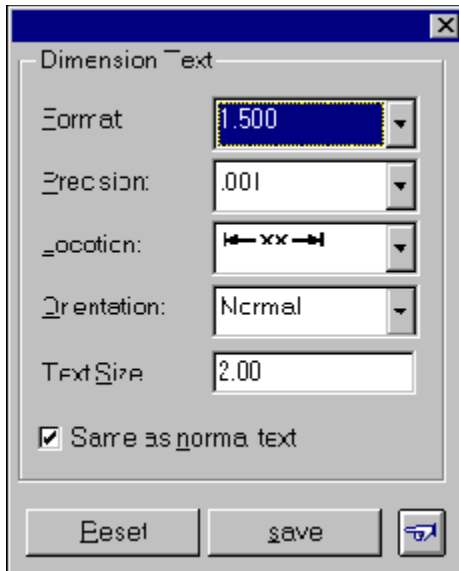 Dimension Text
Format
1.500
Precision:
.001
Location:
xx
Orientation:
Normal
Text Size
2.00
Same as normal text
Reset
save